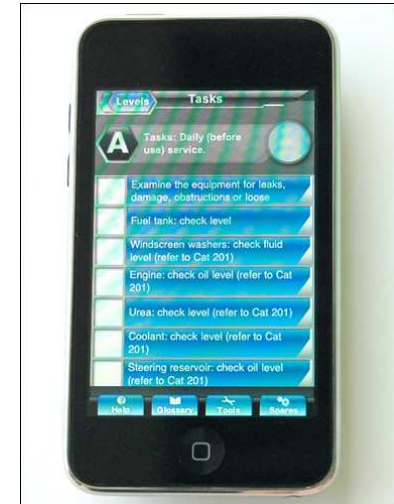 Levels
Tasks
A
Tasks: Daily (before
use) service.
Examine the equipment for leaks,
damage, obstructions or loose
Fuel tank: check level
Windscreen washers: check fluid
level (refer to Cat 201)
Engine: check oil level (refer to Cat
201)
Urea: check level (refer to Cat 201)
Coolant: check level (refer to Cat
201)
Steering reservoir: check oil level
(refer to Cat 201)
Help
Glossary
Tools
Spares